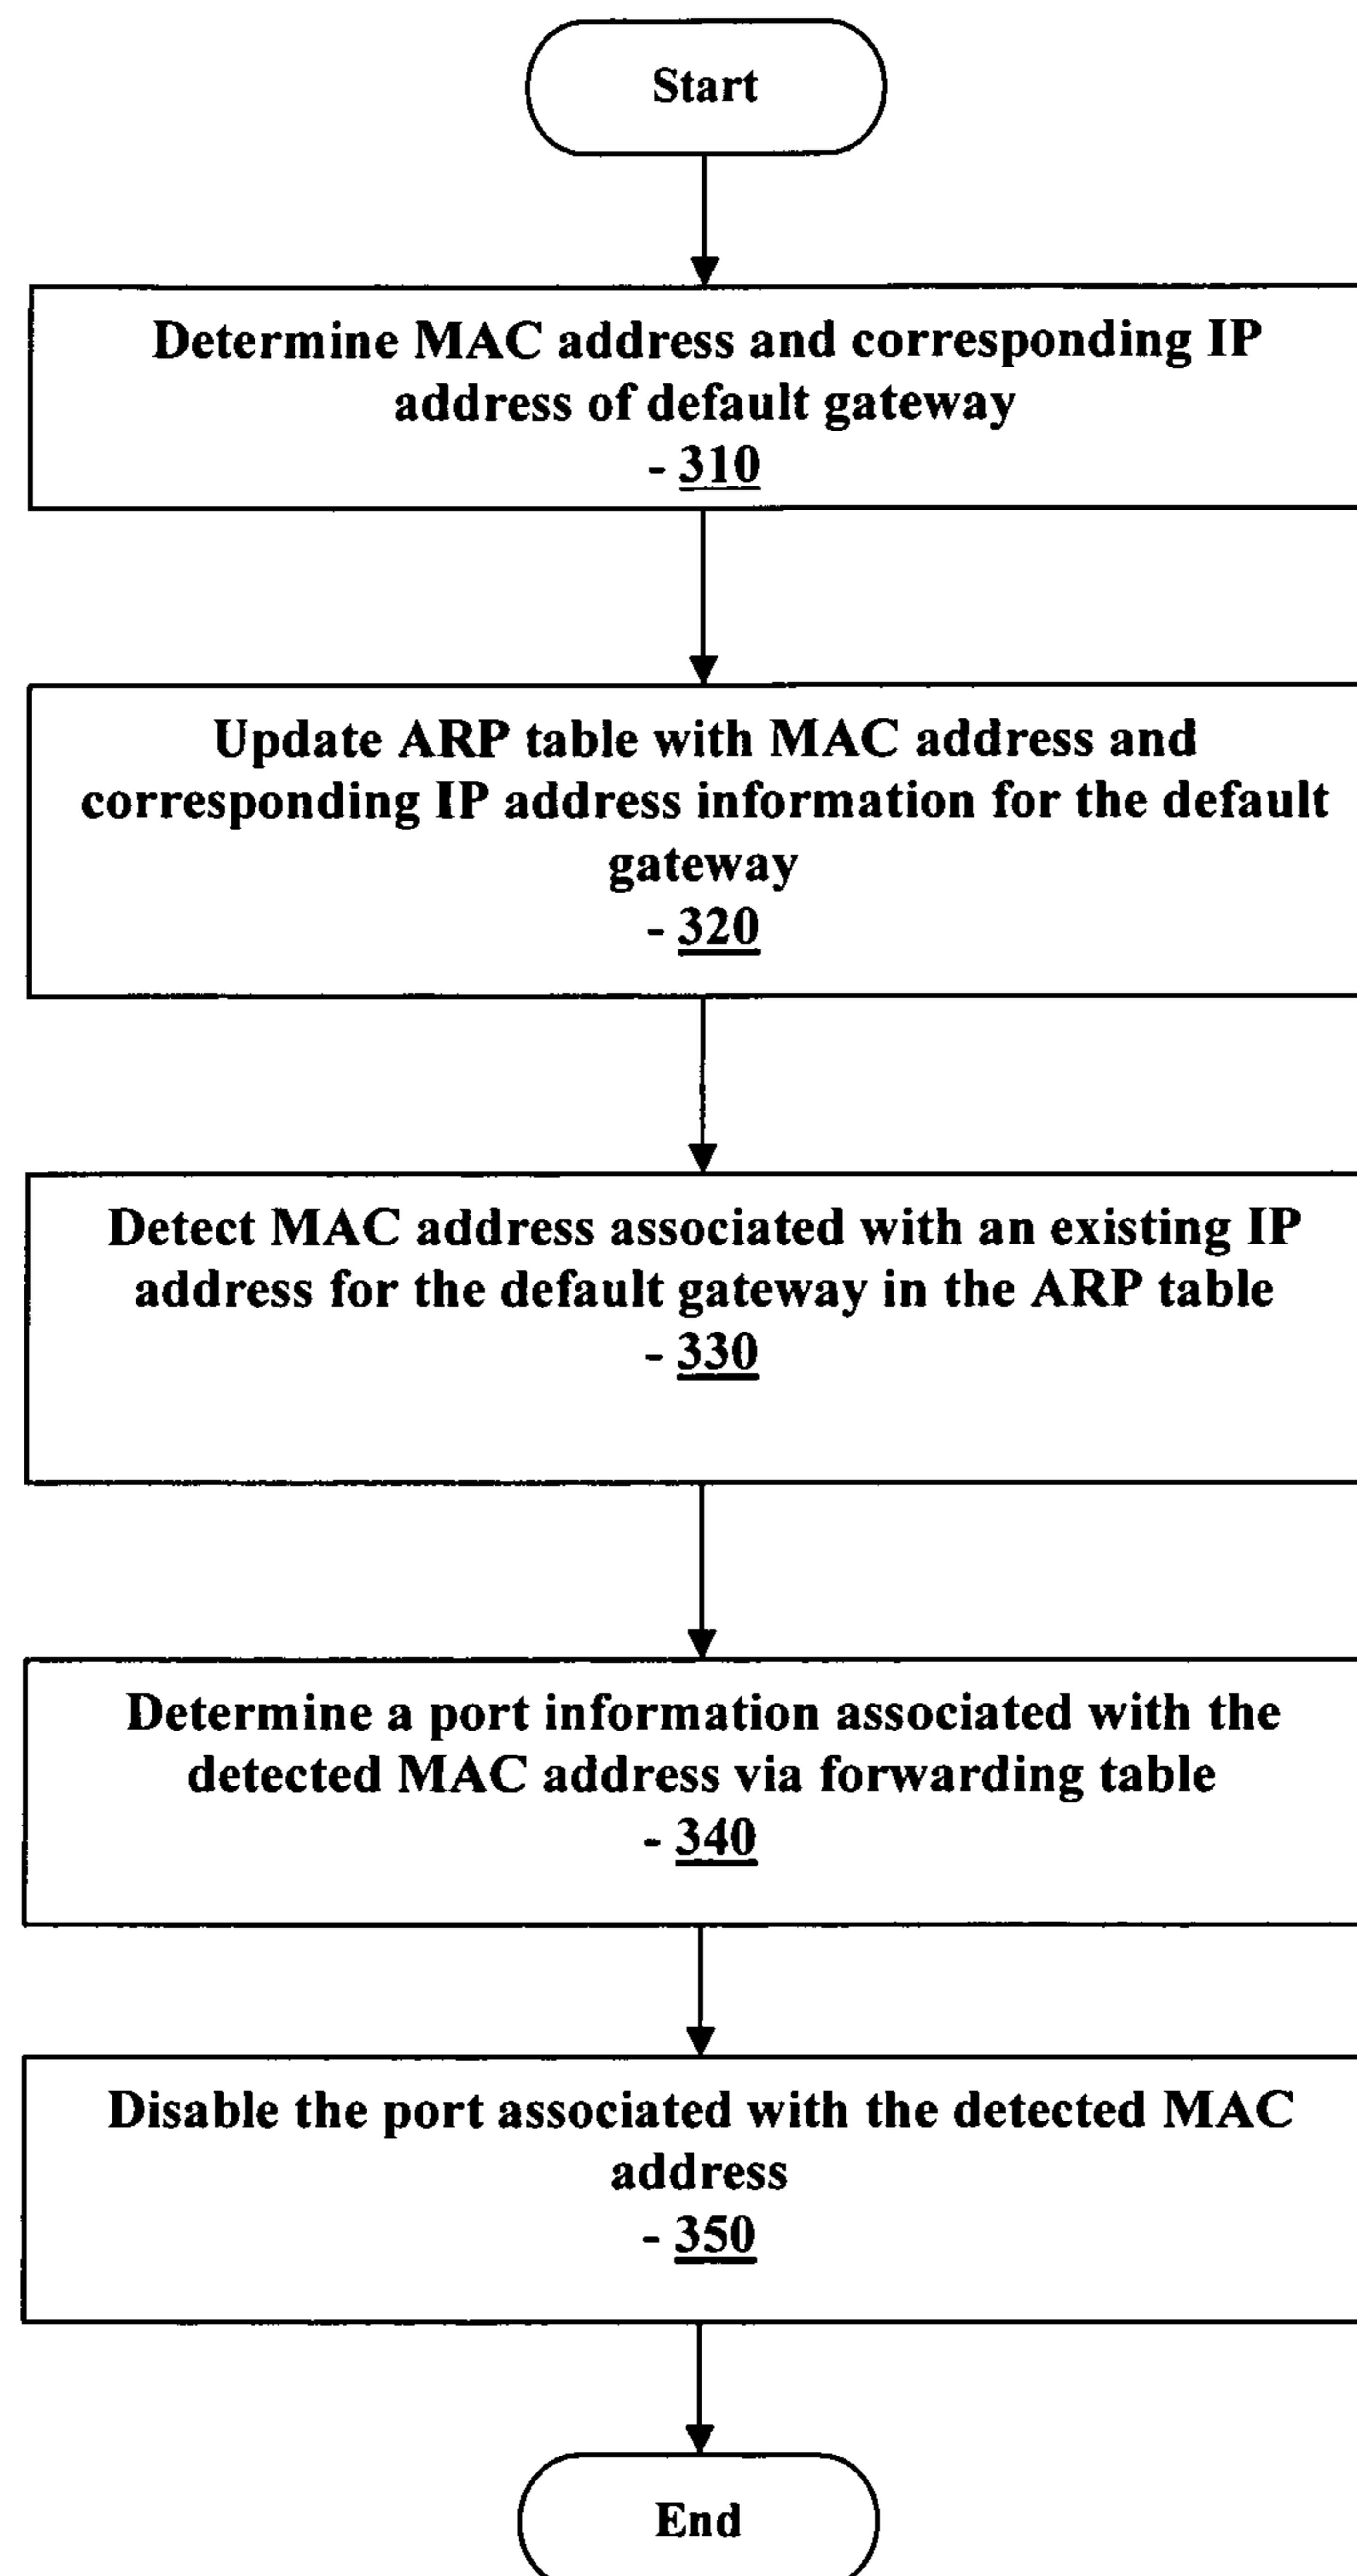 Start
Determine MAC address and corresponding IP
address of default gateway
- 310
Update ARP table with MAC address and
corresponding IP address information for the default
gateway
- 320
Detect MAC address associated with an existing IP
address for the default gateway in the ARP table
- 330
Determine a port information associated with the
detected MAC address via forwarding table
- 340
Disable the port associated with the detected MAC
address
- 350
End